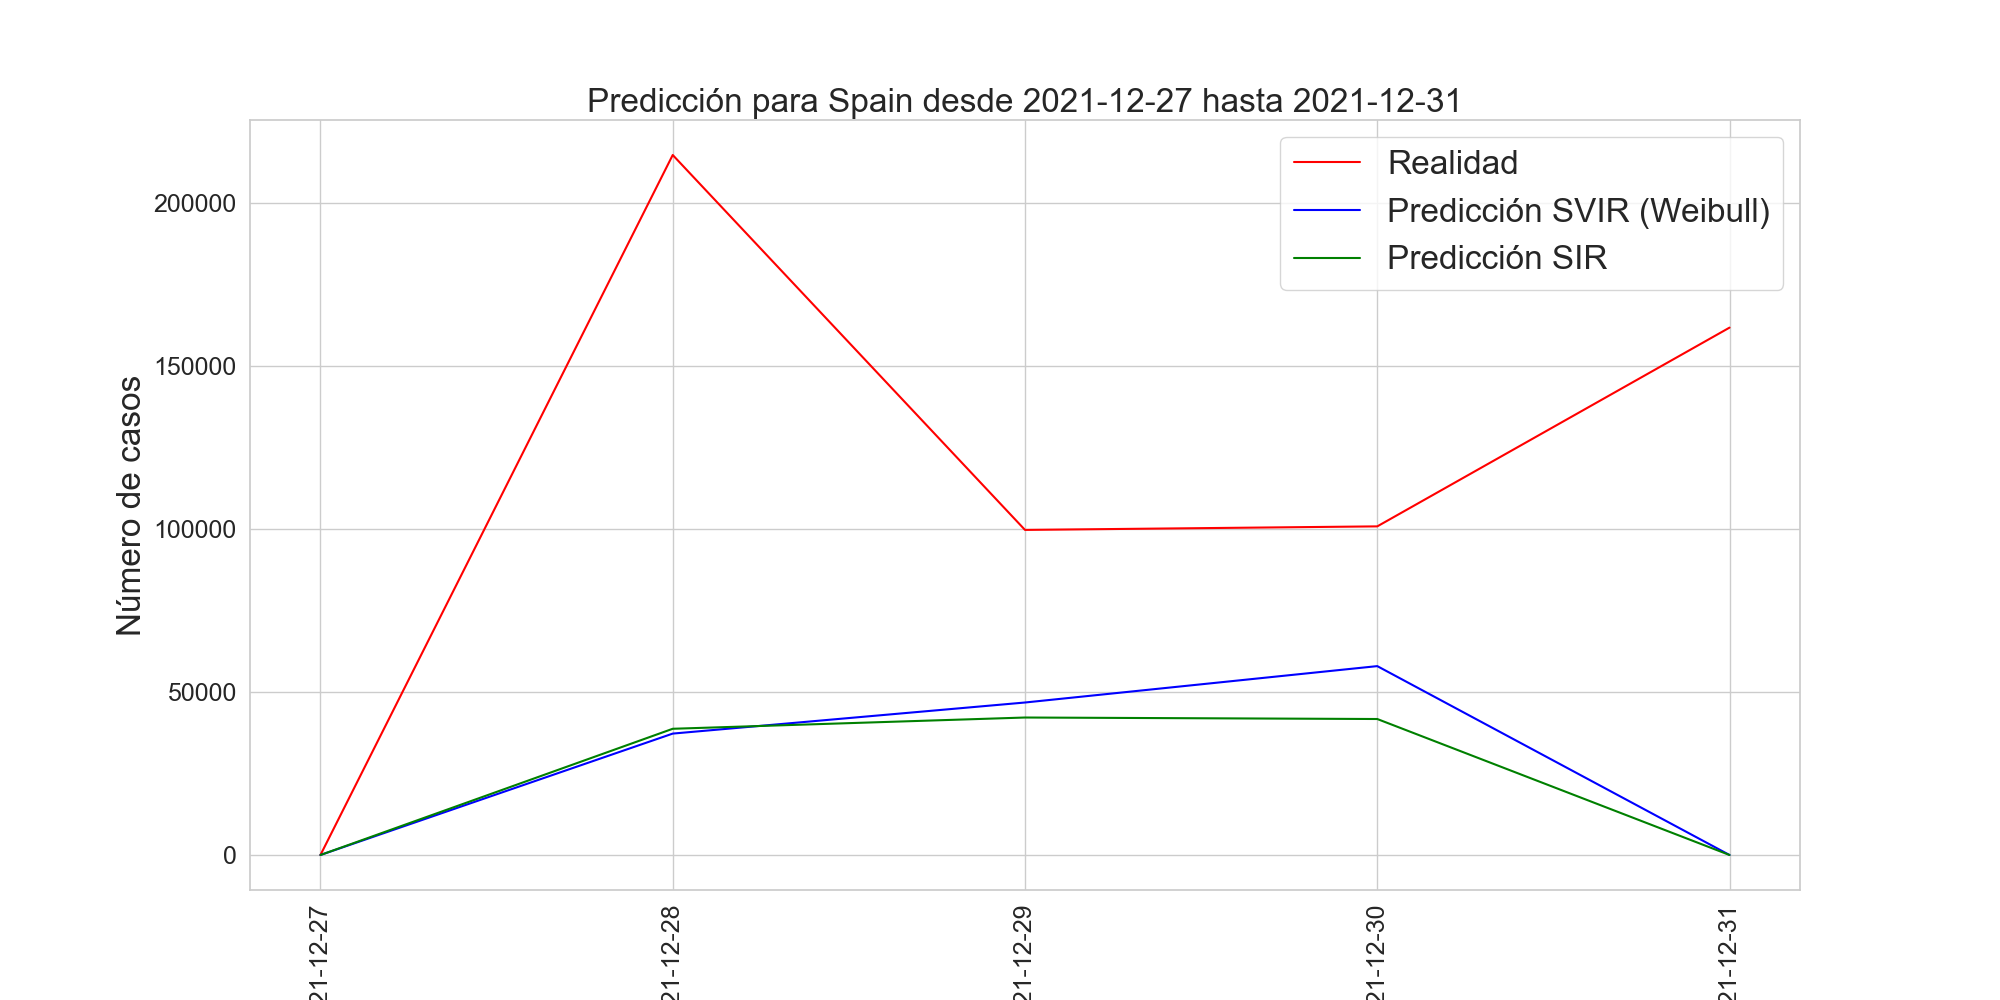 Predicción para Spain desde 2021-12-27 hasta 2021-12-31
Realidad
Predicción SVIR (Weibull)
Predicción SIR
Número de casos
200000
150000
100000
50000
0
21-12-27
21-12-28
21-12-29
21-12-30
21-12-31